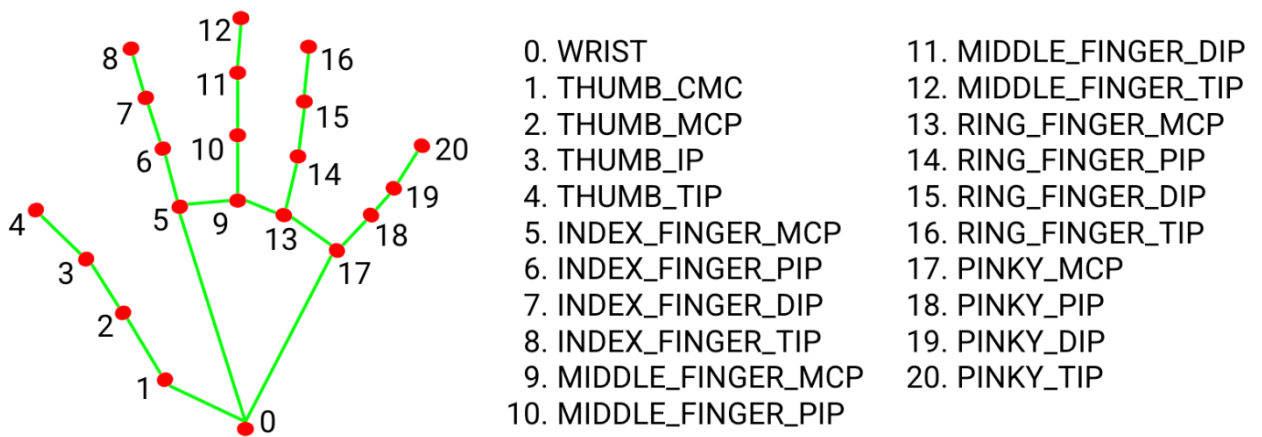 12
8
16
11
7
15
10
6
20
14
19
5
9
4
13
18
17
3
2
1
0
0. WRIST
1. THUMB_CMC
2. THUMB_MCP
3. THUMB_IP
4. THUMB_TIP
5. INDEX_FINGER_MCP
6. INDEX_FINGER_PIP
7. INDEX_FINGER_DIP
8. INDEX_FINGER_TIP
9. MIDDLE_FINGER_MCP
10. MIDDLE_FINGER_PIP
11. MIDDLE_FINGER_DIP
12. MIDDLE_FINGER_TIP
13. RING_FINGER_MCP
14. RING_FINGER_PIP
15. RING_FINGER_DIP
16. RING_FINGER_TIP
17. PINKY_MCP
18. PINKY_PIP
19. PINKY_DIP
20. PINKY_TIP